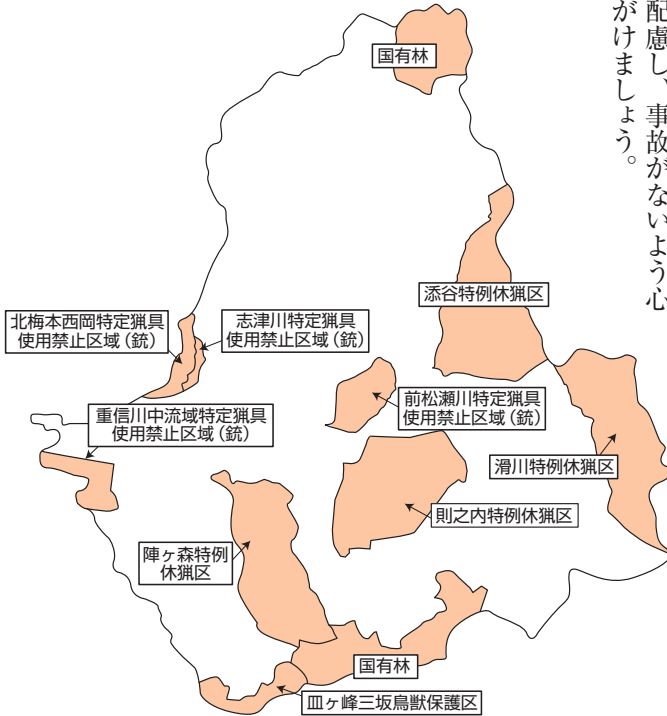 配慮し、事故がないよう心
がけましょう。
国有林
添谷特例休猟区
北梅本西岡特定猟具
使用禁止区域（銃）
志津川特定猟具
使用禁止区域（銃）
前松瀬川特定猟具
使用禁止区域（銃）
重信川中流域特定猟具
使用禁止区域（銃）
滑川特例休猟区
則之内特例休猟区
陣ヶ森特例
休猟区
国有林
皿ヶ峰三坂鳥獣保護区